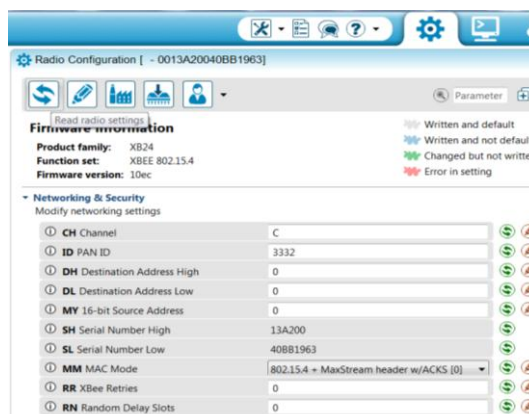 Radio Configuration [ - 0013A20040BB1963]
Parameter
Read radio settings
Firmware information
Product family: XB24
Function set: XBEE 802.15.4
Firmware version: 10ec
Written and default
Written and not defaul
Changed but not writte
Error in setting
Networking & Security
Modify networking settings
CH Channel C
ID PAN ID 3332
DH Destination Address High 0
DL Destination Address Low 0
MY 16-bit Source Address 0
SH Serial Number High 13A200
SL Serial Number Low 40BB1963
MM MAC Mode 802.15.4 + MaxStream header w/ACKS [0]
RR XBee Retries 0
RN Random Delay Slots 0